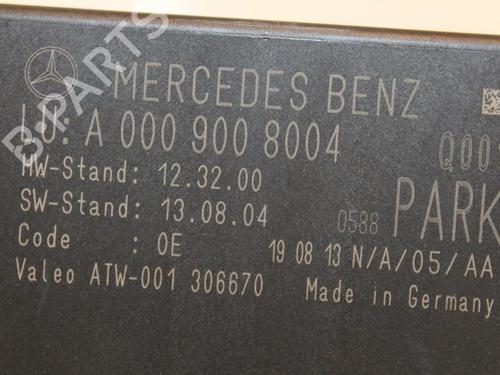 MERCEDES BENZ
A 000 900 8004
HW-Stand: 12.32.00
SW-Stand: 13.08.04
0588 PARK
Code : 0E
19 08 13 N/A/05/AA
Valeo ATW-001 306670
Made in Germany
B-PARTS